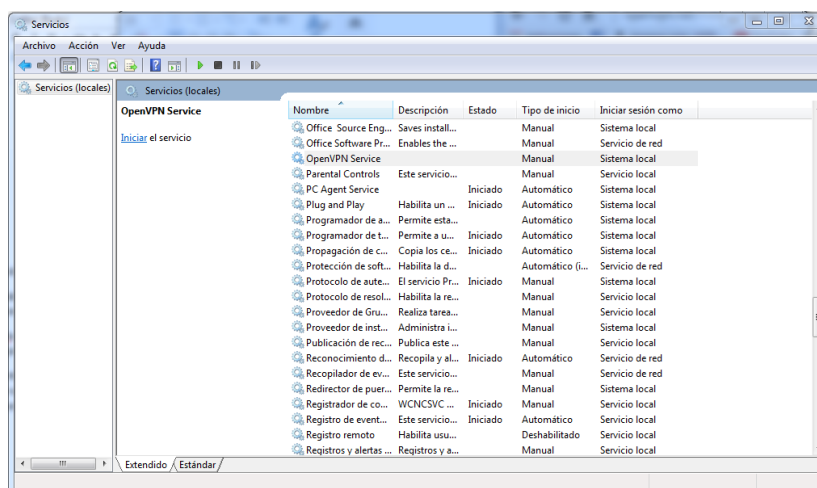 Servicios
Archivo Acción Ver Ayuda
Servicios (locales)
Servicios (locales)
OpenVPN Service
Iniciar el servicio
Nombre Descripción Estado Tipo de inicio Iniciar sesión como
Office Source Eng... Saves install... Manual Sistema local
Office Software Pr... Enables the ... Manual Servicio de red
OpenVPN Service Manual Sistema local
Parental Controls Este servicio... Manual Servicio local
PC Agent Service Iniciado Automático Sistema local
Plug and Play Habilita un ... Iniciado Automático Sistema local
Programador de a... Permite esta... Automático Sistema local
Programador de t... Permite a u... Iniciado Automático Sistema local
Propagación de c... Copia los ce... Iniciado Automático Sistema local
Protección de soft... Habilita la d... Automático (i... Servicio de red
Protocolo de aute... El servicio Pr... Iniciado Manual Sistema local
Protocolo de resol... Habilita la re... Manual Servicio local
Proveedor de Gru... Realiza tarea... Manual Servicio local
Proveedor de inst... Administra i... Manual Sistema local
Publicación de rec... Publica este ... Manual Servicio local
Reconocimiento d... Recopila y al... Iniciado Automático Servicio de red
Recopilador de ev... Este servicio... Manual Servicio de red
Redirector de puer... Permite la re... Manual Sistema local
Registrador de co... WCNCSVC ... Iniciado Manual Servicio local
Registro de event... Este servicio... Iniciado Automático Servicio local
Registro remoto Habilita usu... Deshabilitado Servicio local
Registros y alertas ... Registros y a... Manual Servicio local
Extendido Estándar